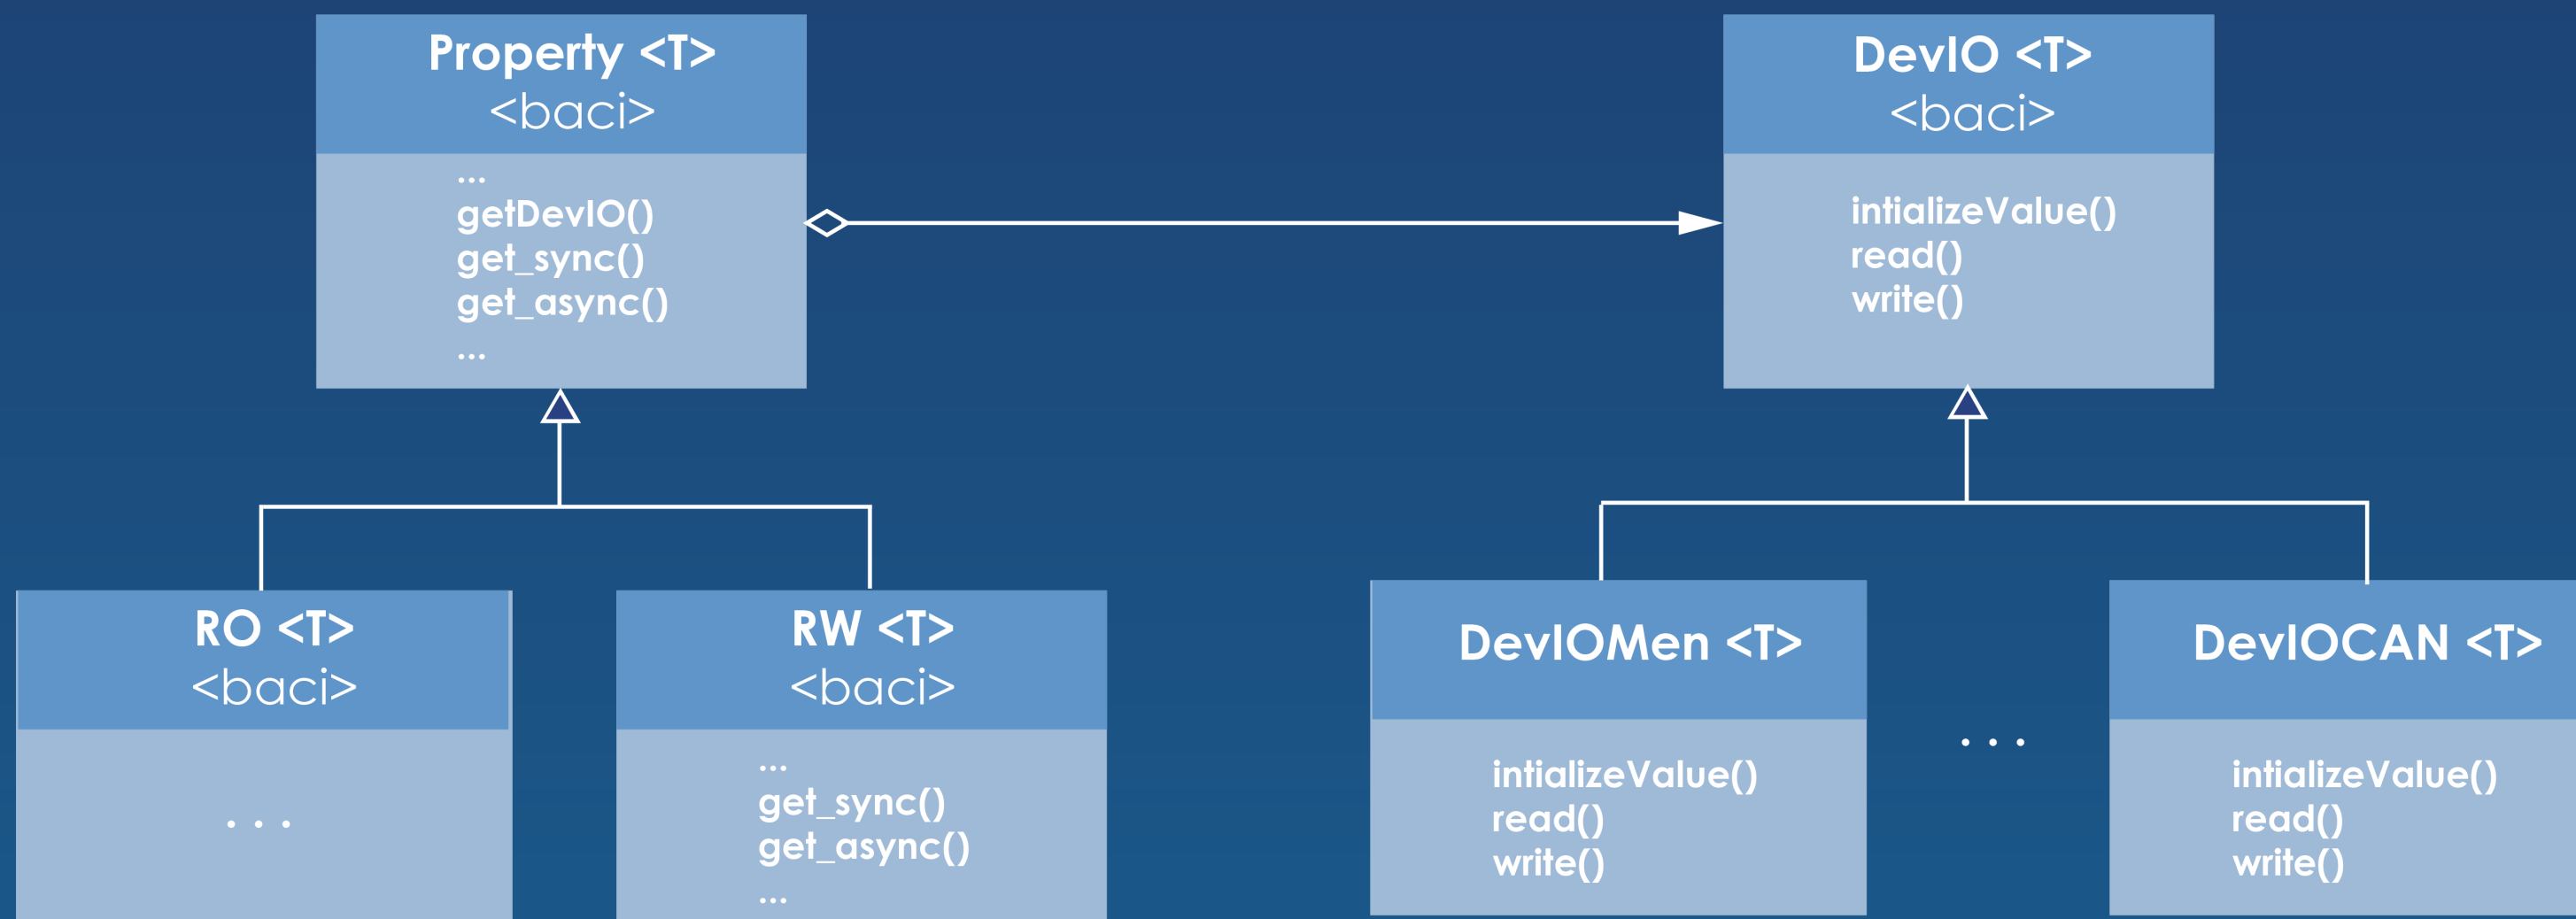 Property <T>
<baci>
...
getDevIO()
get_sync()
get_async()
...
DevIO <T>
<baci>
intializeValue()
read()
write()
RO <T>
<baci>
. . .
RW <T>
<baci>
...
get_sync()
get_async()
...
DevIOMen <T>
intializeValue()
read()
write()
. . .
DevIOCAN <T>
intializeValue()
read()
write()